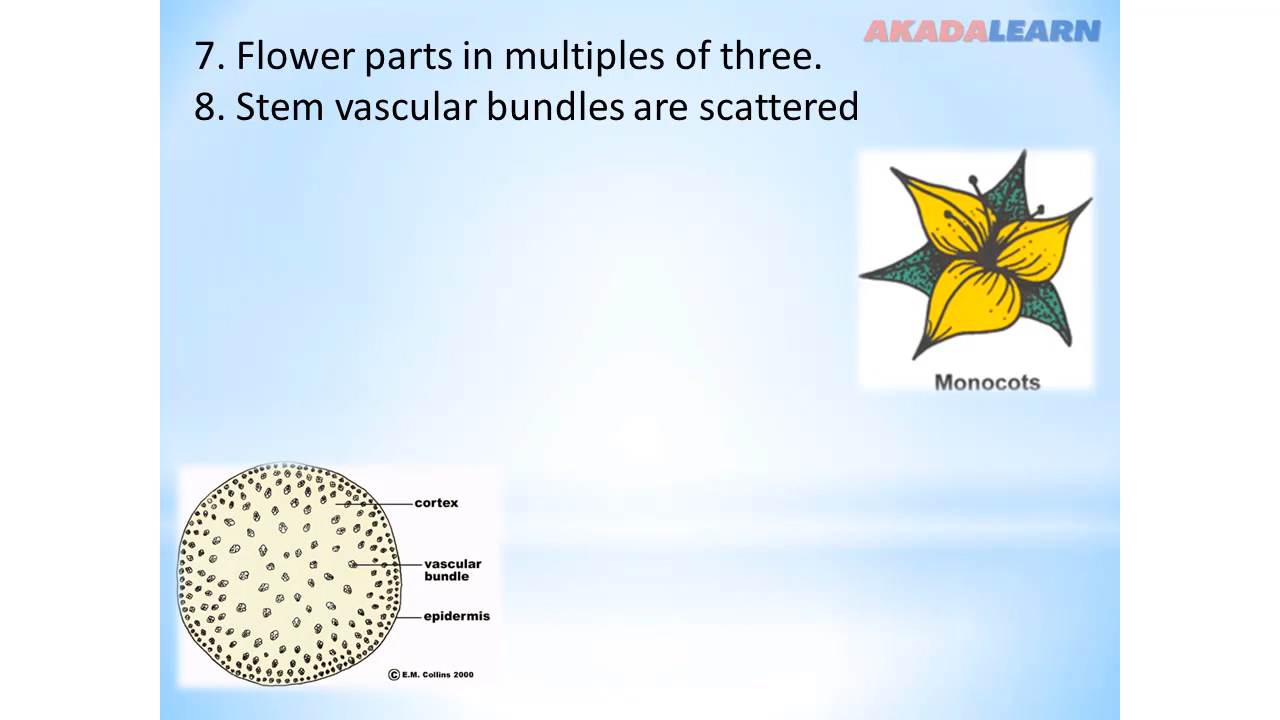 AKADALEARN
7. Flower parts in multiples of three.
8. Stem vascular bundles are scattered
Monocots
cortex
vascular
bundle
epidermis
© E.M. Collins 2000